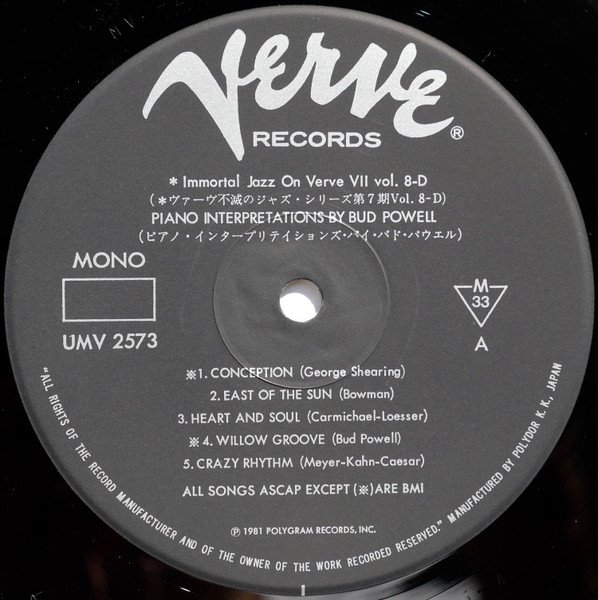 Verve
RECORDS ®
* Immortal Jazz On Verve VII vol. 8-D
(*ヴァーヴ不滅のジャズ・シリーズ第7期Vol. 8-D)
PIANO INTERPRETATIONS BY BUD POWELL
(ピアノ・インタープリテイションズ・バイ・バド・パウエル)
MONO
UMV 2573
M
33
A
※1. CONCEPTION (George Shearing)
2. EAST OF THE SUN (Bowman)
3. HEART AND SOUL (Carmichael-Loesser)
※4. WILLOW GROOVE (Bud Powell)
5. CRAZY RHYTHM (Meyer-Kahn-Caesar)
ALL SONGS ASCAP EXCEPT (※) ARE BMI
℗ 1981 POLYGRAM RECORDS, INC.
"ALL RIGHTS OF THE RECORD MANUFACTURER AND OF THE OWNER OF THE WORK RECORDED RESERVED." MANUFACTURED BY POLYDOR K. K., JAPAN